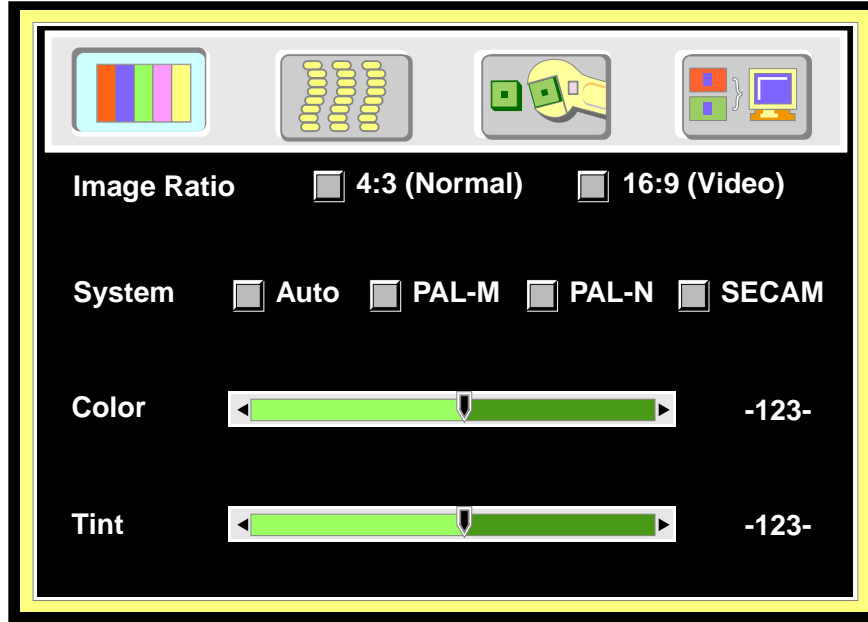 Image Ratio 4:3 (Normal) 16:9 (Video)
System Auto PAL-M PAL-N SECAM
Color -123-
Tint -123-